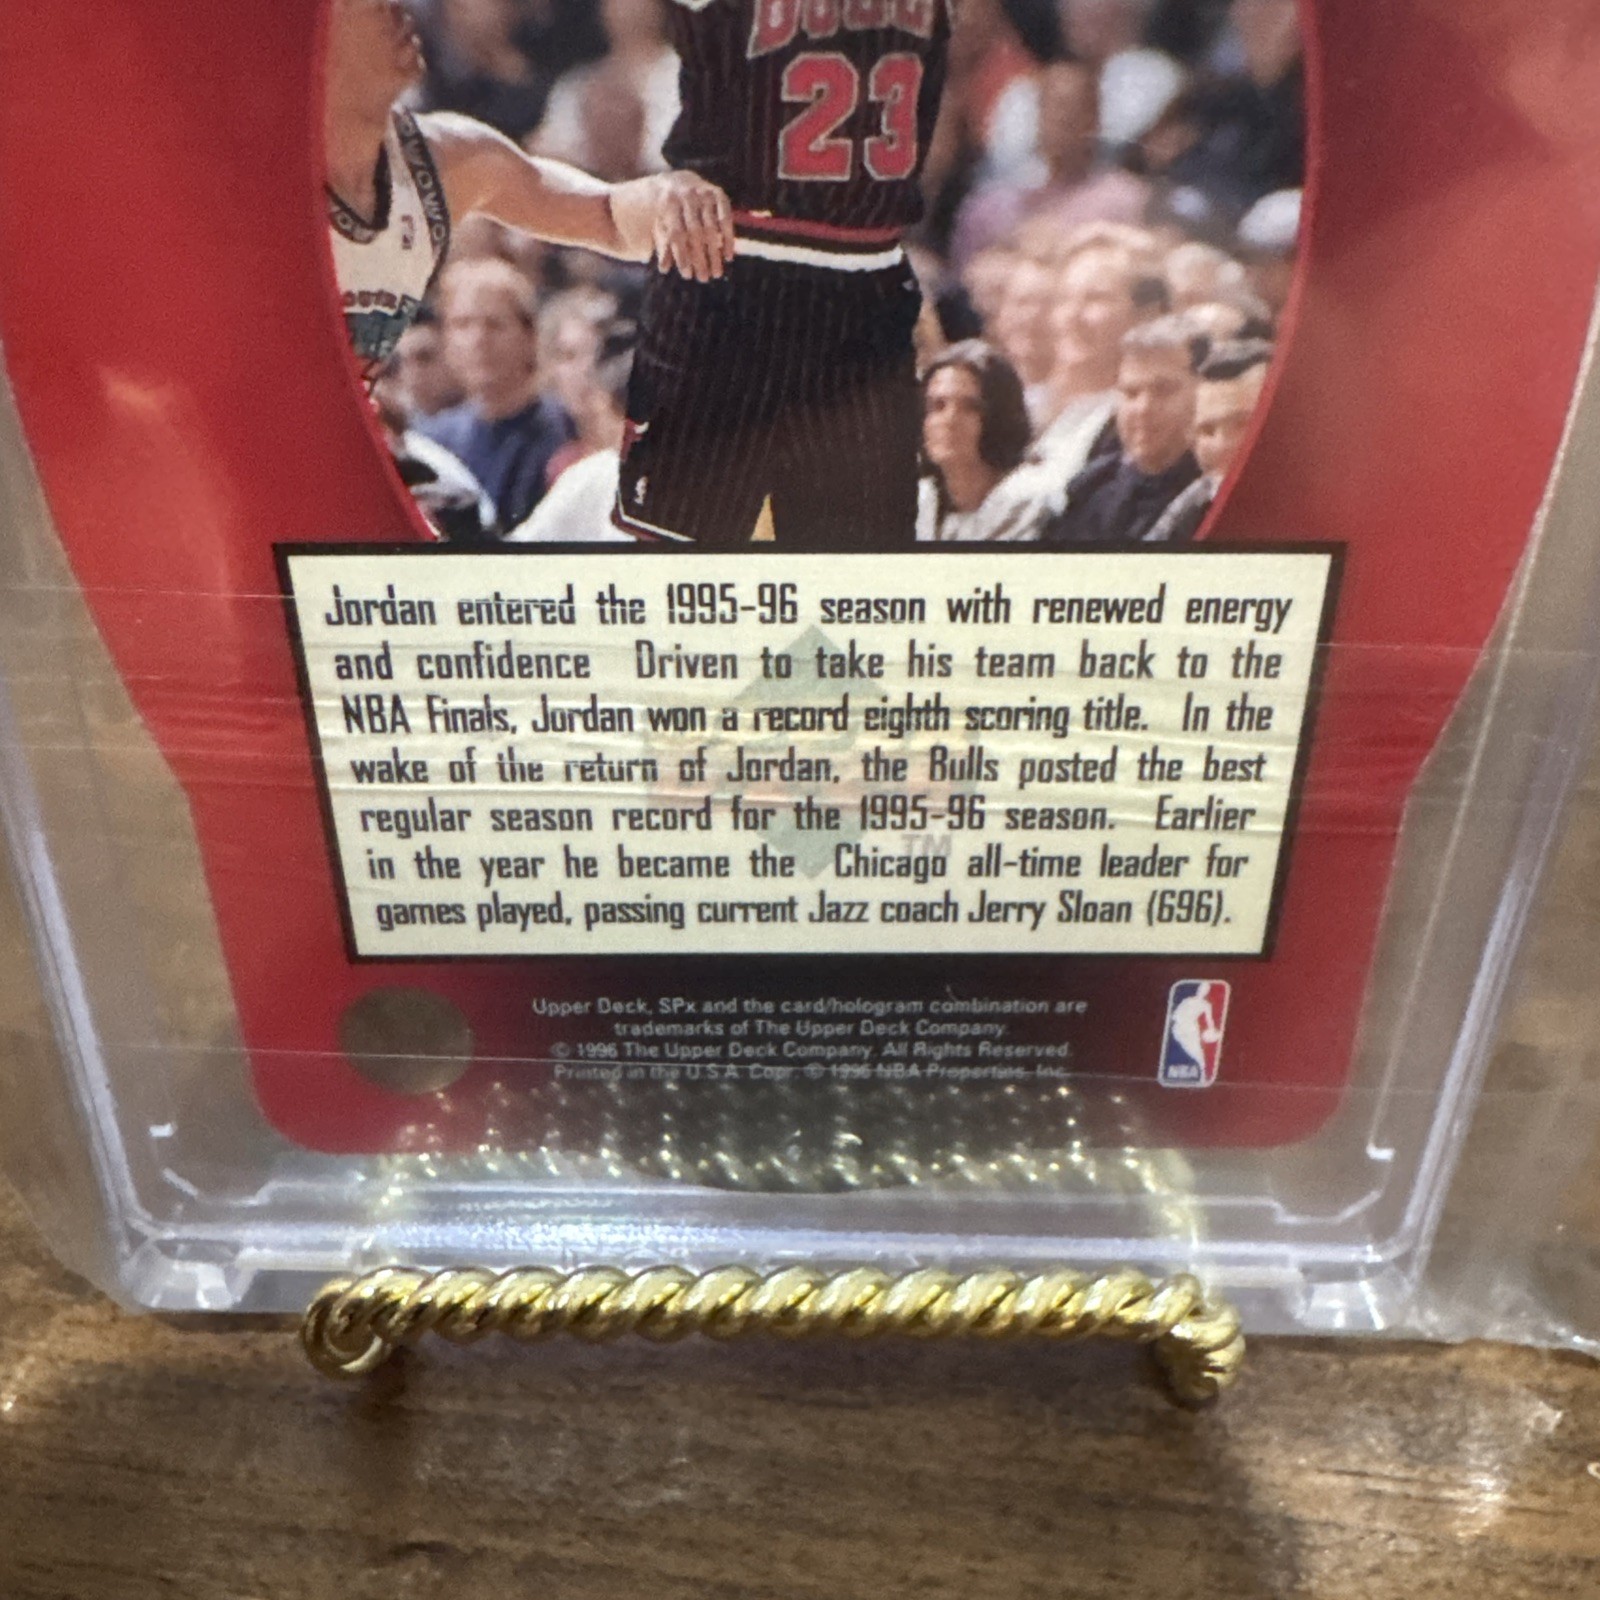 BULLS
23
Jordan entered the 1995-96 season with renewed energy
and confidence Driven to take his team back to the
NBA Finals, Jordan won a record eighth scoring title. In the
wake of the return of Jordan, the Bulls posted the best
regular season record for the 1995-96 season. Earlier
in the year he became the Chicago all-time leader for
games played, passing current Jazz coach Jerry Sloan (696).
TM
Upper Deck, SPx and the card/hologram combination are
trademarks of The Upper Deck Company.
© 1996 The Upper Deck Company. All Rights Reserved.
Printed in the U.S.A. Copr. © 1996 NBA Properties, Inc.
NBA